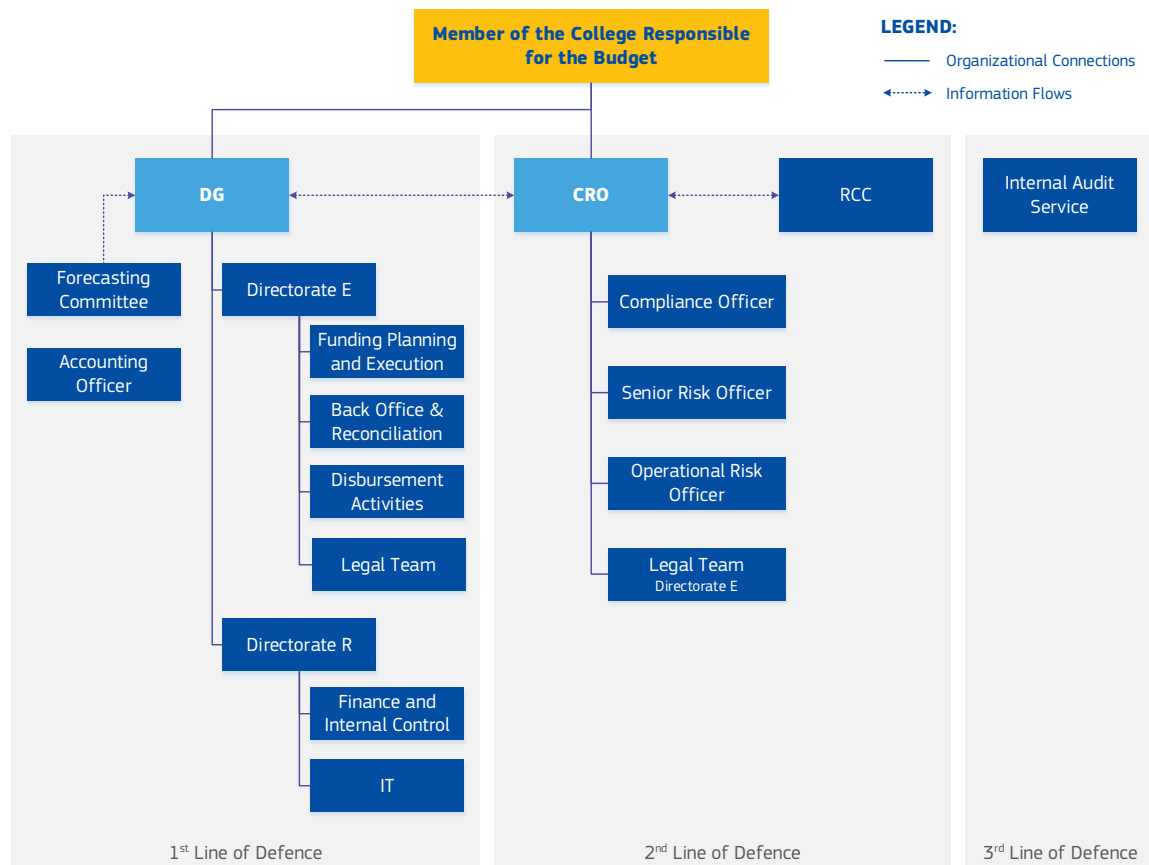 Member of the College Responsible
for the Budget
LEGEND:
Organizational Connections
Information Flows
DG
CRO
RCC
Internal Audit
Service
Forecasting
Committee
Accounting
Officer
Directorate E
Funding Planning
and Execution
Back Office &
Reconciliation
Disbursement
Activities
Legal Team
Directorate R
Finance and
Internal Control
IT
Compliance Officer
Senior Risk Officer
Operational Risk
Officer
Legal Team
Directorate E
1st Line of Defence
2nd Line of Defence
3rd Line of Defence